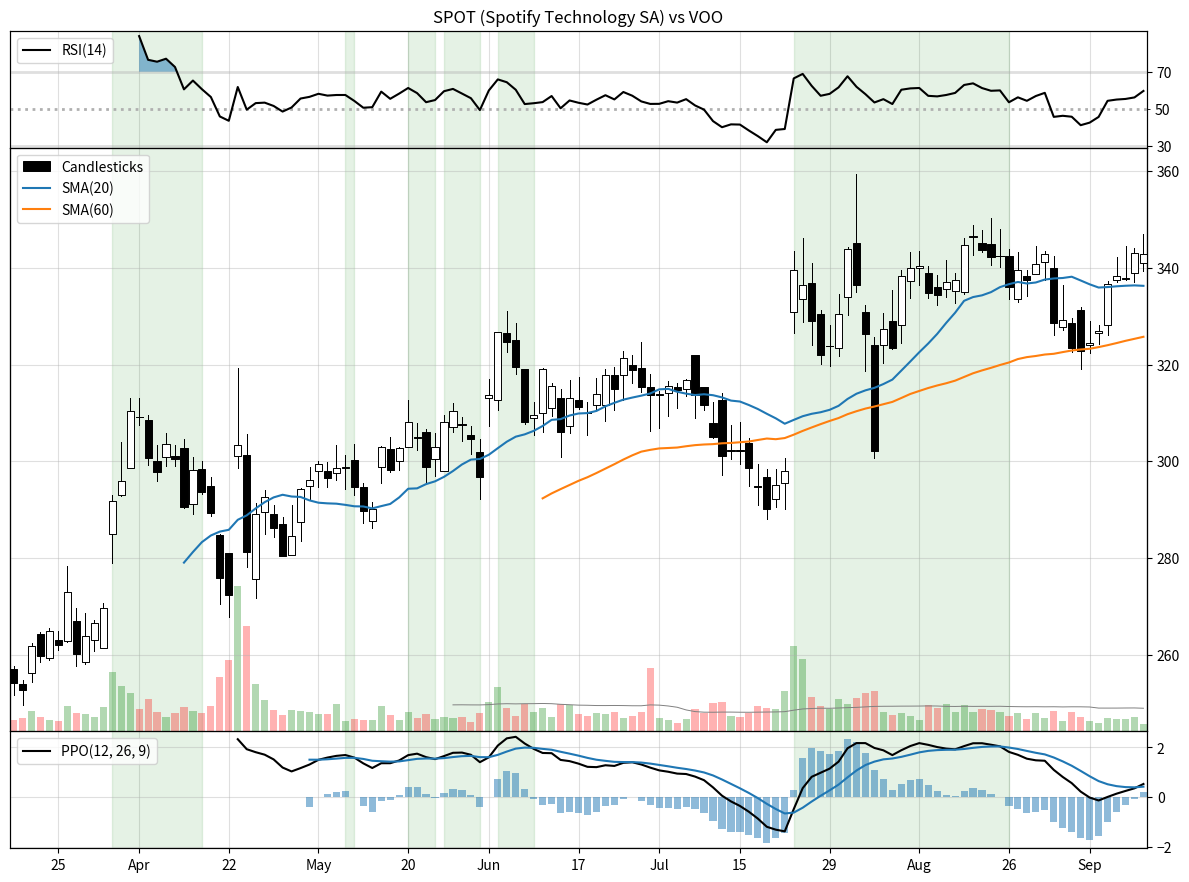 SPOT (Spotify Technology SA) vs VOO
RSI(14)
70
50
30
Candlesticks
SMA(20)
SMA(60)
360
340
320
300
280
260
PPO(12, 26, 9)
2
0
−2
25 Apr 22 May 20 Jun 17 Jul 15 29 Aug 26 Sep